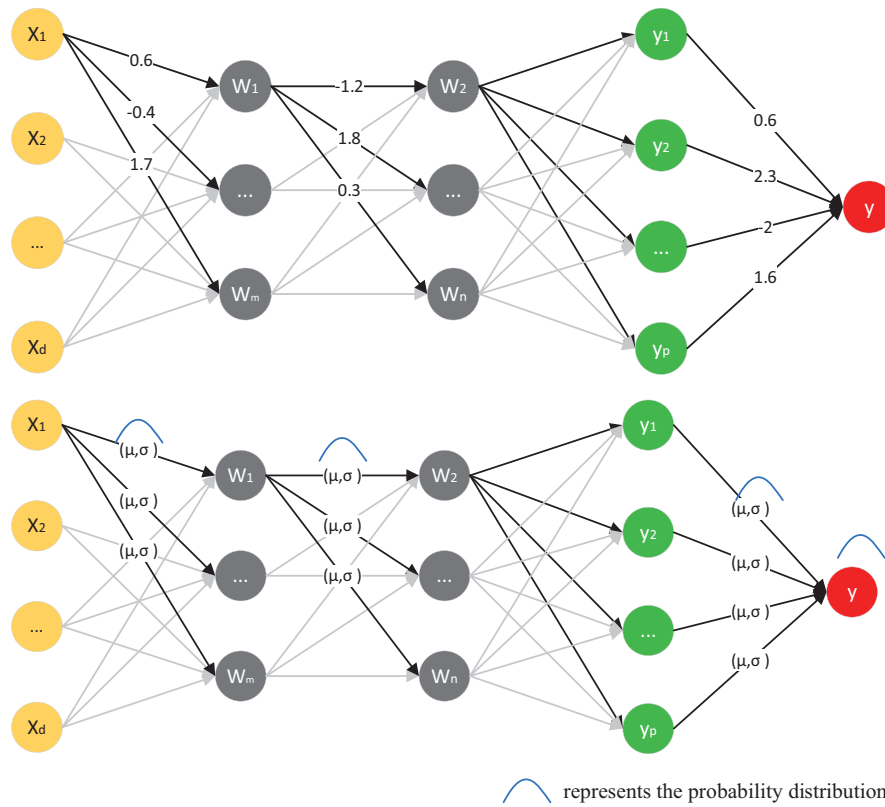 X1
0.6
-0.4
1.7
X2
...
Xd
W1
-1.2
1.8
0.3
...
Wm
W2
...
Wn
y1
y2
...
yp
0.6
2.3
-2
1.6
y
X1
(μ,σ )
(μ,σ )
(μ,σ )
X2
...
Xd
W1
(μ,σ )
(μ,σ )
(μ,σ )
...
Wm
W2
...
Wn
y1
y2
...
yp
(μ,σ )
(μ,σ )
(μ,σ )
(μ,σ )
y
represents the probability distribution